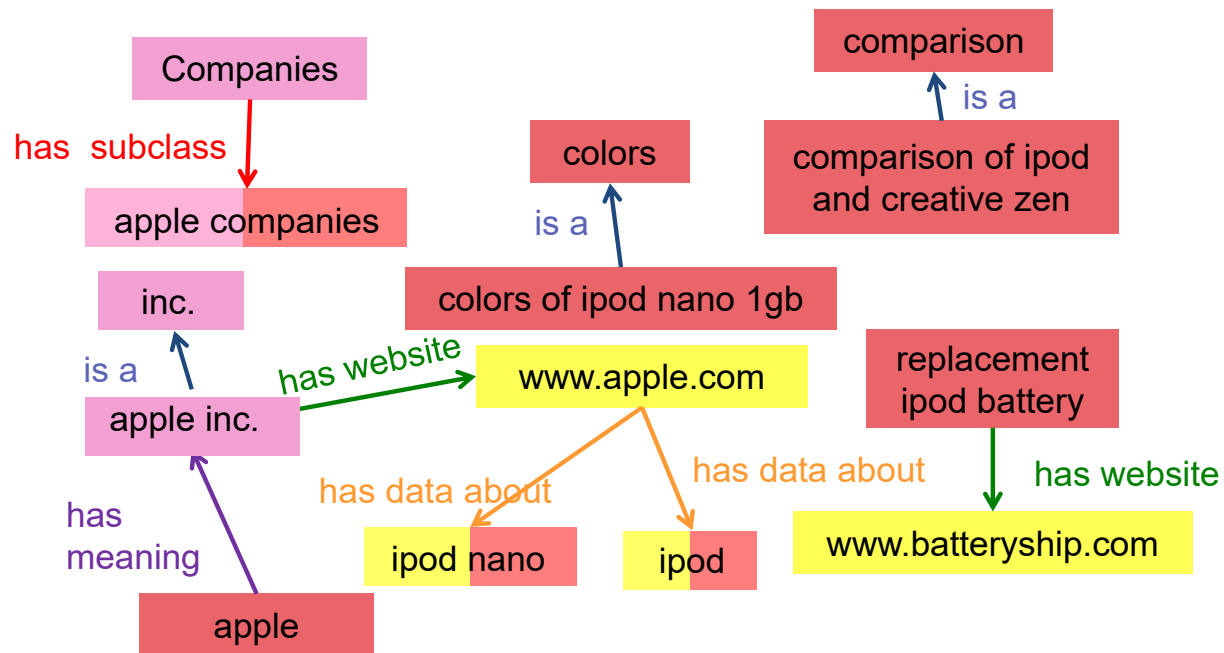 Companies
comparison
has subclass
is a
colors
comparison of ipod
and creative zen
apple companies
is a
inc.
colors of ipod nano 1gb
is a
has website
www.apple.com
replacement
ipod battery
apple inc.
has data about
has data about
has website
has
meaning
ipod nano
ipod
www.batteryship.com
apple